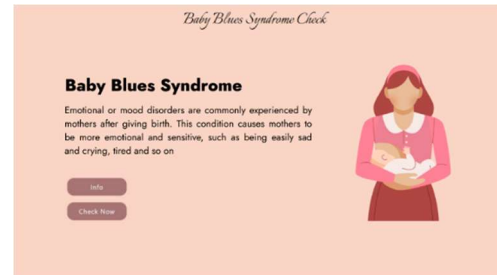 Baby Blues Syndrome Check
Baby Blues Syndrome
Emotional or mood disorders are commonly experienced by
mothers after giving birth. This condition causes mothers to
be more emotional and sensitive, such as being easily sad
and crying, tired and so on
Info
Check Now